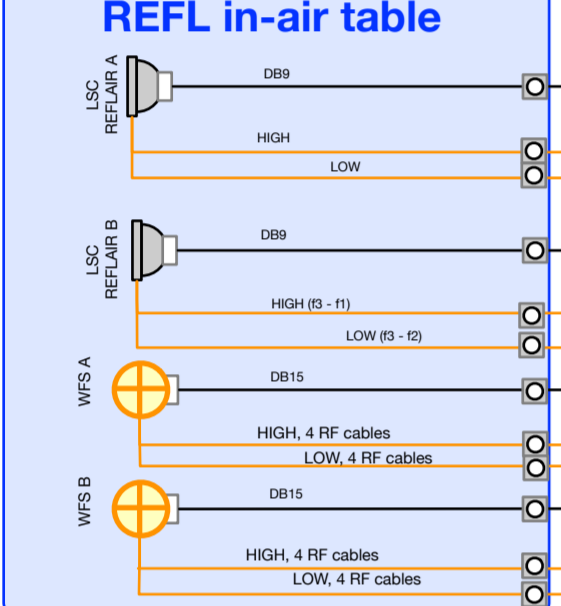 REFL in-air table
LSC
REFLAIR A
DB9
HIGH
LOW
LSC
REFLAIR B
DB9
HIGH (f3 - f1)
LOW (f3 - f2)
WFS A
DB15
HIGH, 4 RF cables
LOW, 4 RF cables
WFS B
DB15
HIGH, 4 RF cables
LOW, 4 RF cables